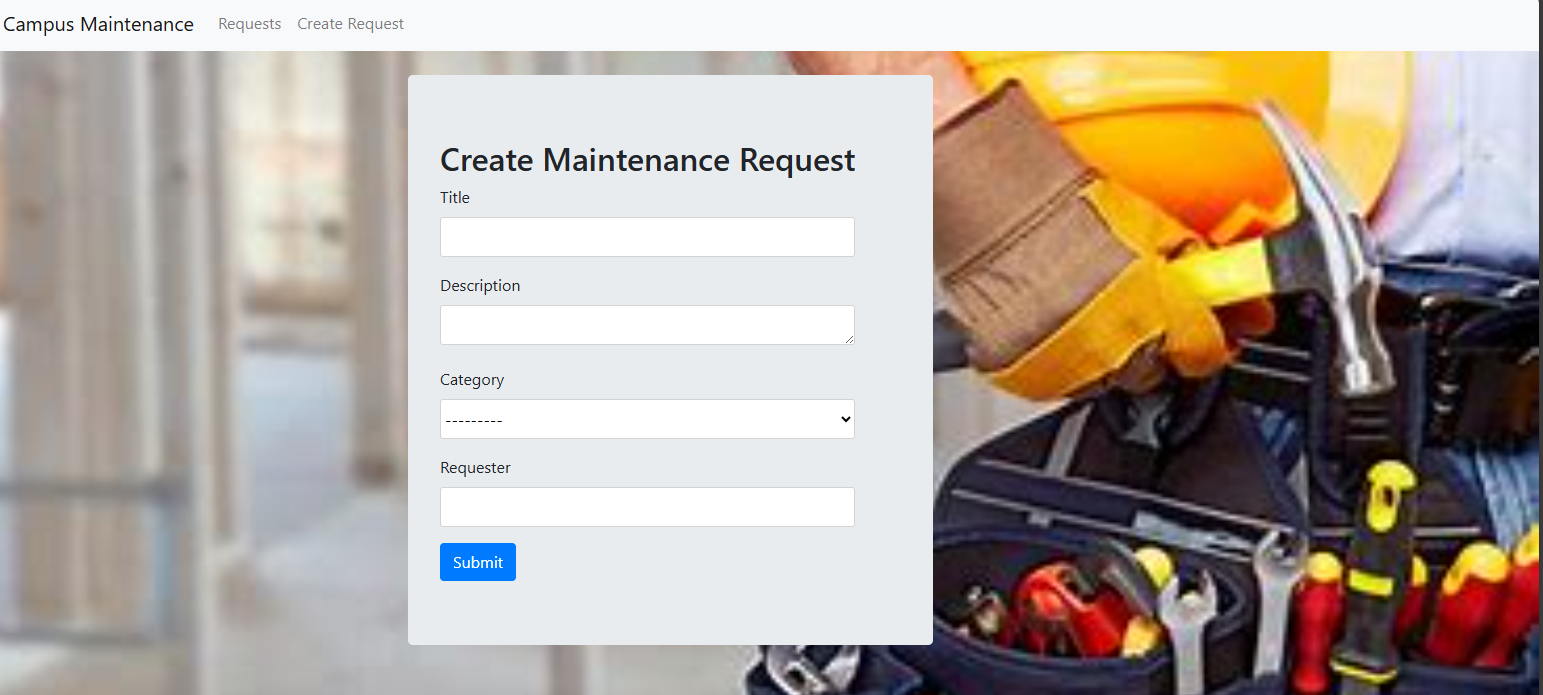 Campus Maintenance Requests Create Request
Create Maintenance Request
Title
Description
Category
---------
Requester
Submit